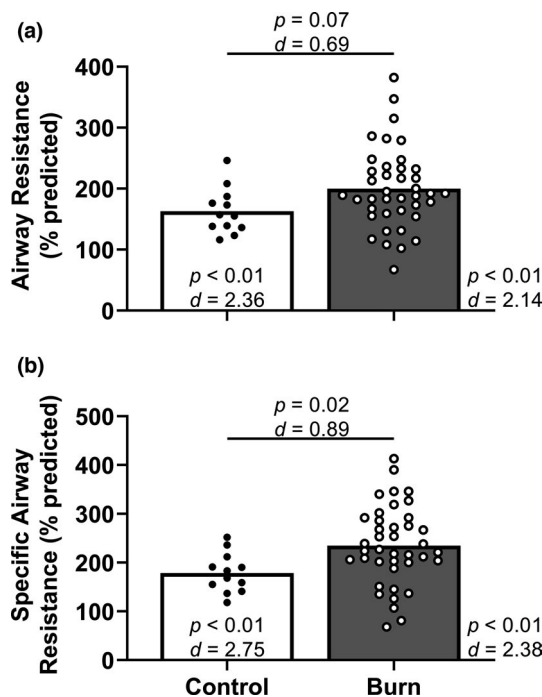 (a)
p = 0.07
d = 0.69
Airway Resistance
(% predicted)
400
300
200
100
0
p < 0.01
d = 2.36
p < 0.01
d = 2.14
(b)
p = 0.02
d = 0.89
Specific Airway
Resistance (% predicted)
500
400
300
200
100
0
p < 0.01
d = 2.75
p < 0.01
d = 2.38
Control
Burn